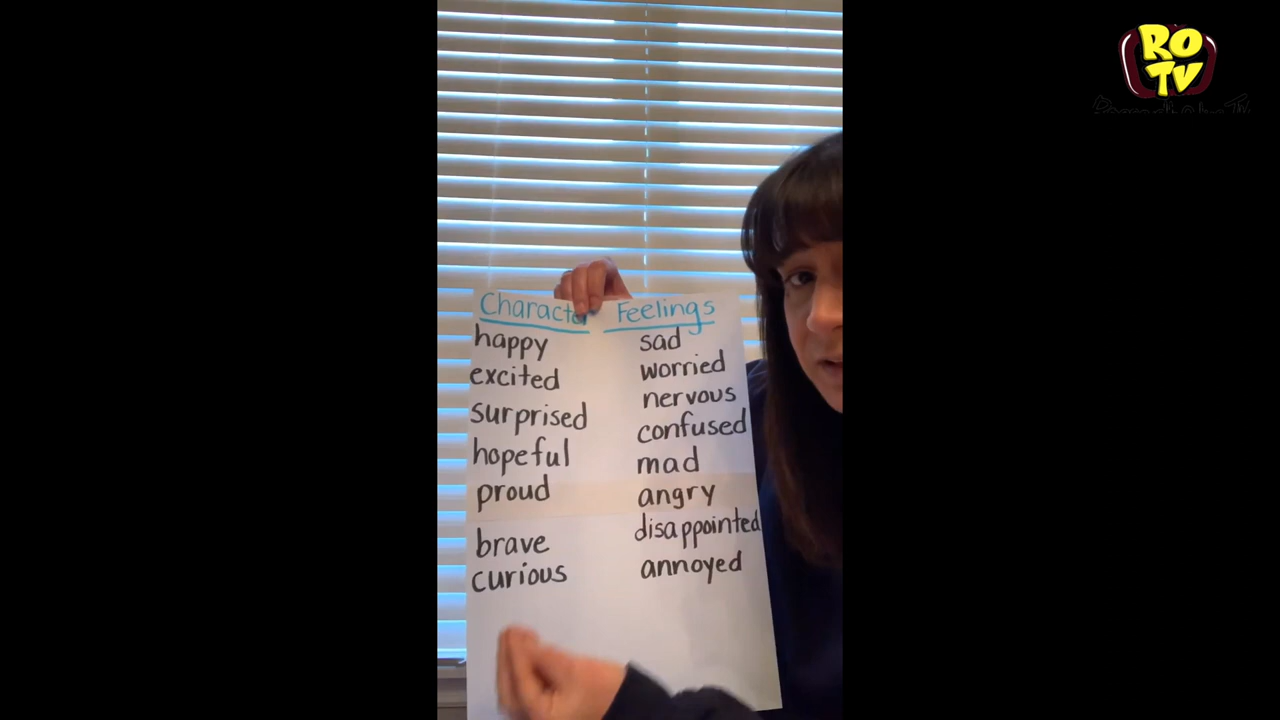 RO
TV
Character Feelings
happy
excited
surprised
hopeful
proud
brave
curious
sad
worried
nervous
confused
mad
angry
disappointed
annoyed